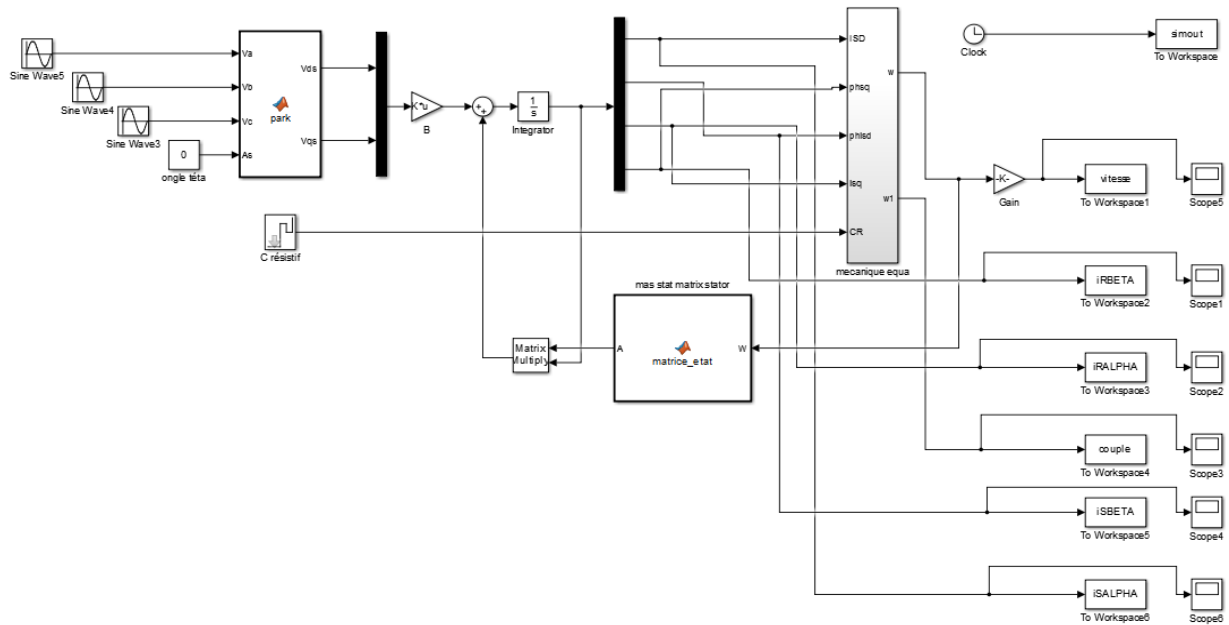 Sine Wave5
Sine Wave4
Sine Wave3
0
ongle téta
Va
Vb
Vc
As
park
Vds
Vqs
K*u
B
+
+
1
s
Integrator
C résistif
ISD
phsq
phisd
isq
CR
w
w1
mecanique equa
Clock
simout
To Workspace
-K-
Gain
vitesse
To Workspace1
Scope5
iRBETA
To Workspace2
Scope1
mas stat matrix stator
A
matrice_etat
W
Matrix
Multiply
iRALPHA
To Workspace3
Scope2
couple
To Workspace4
Scope3
iSBETA
To Workspace5
Scope4
iSALPHA
To Workspace6
Scope6